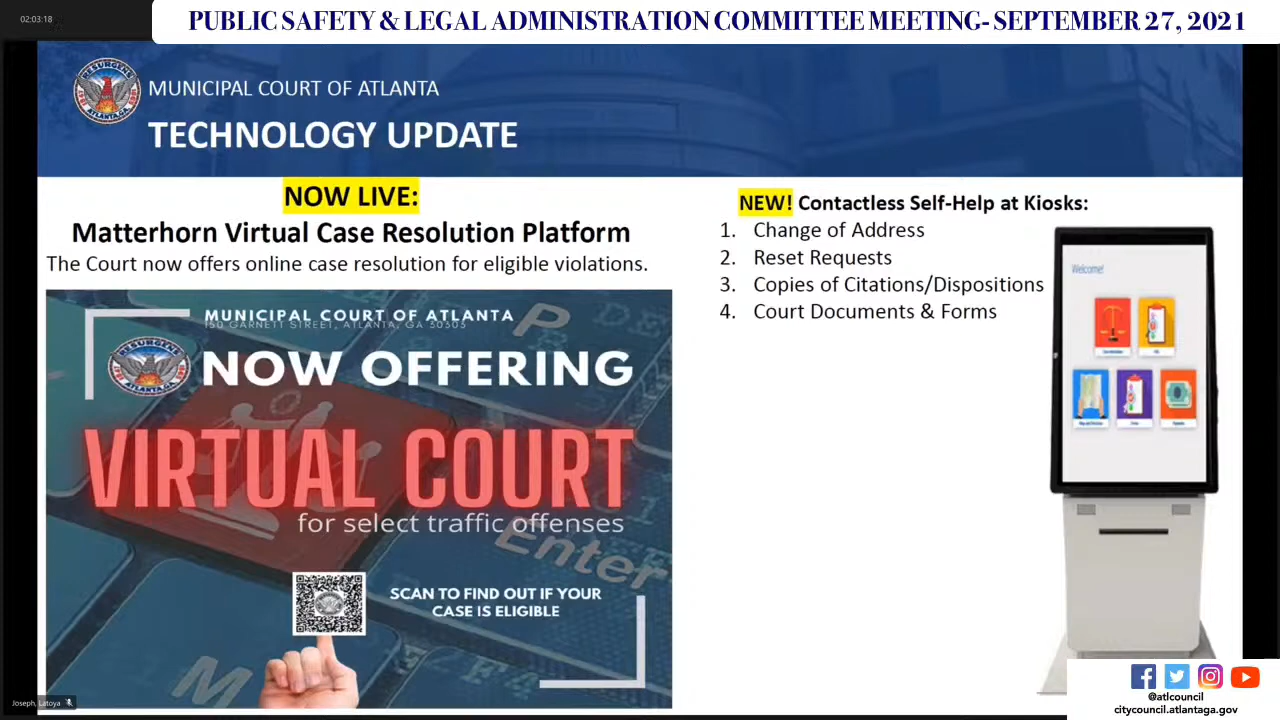 02:03:18
PUBLIC SAFETY & LEGAL ADMINISTRATION COMMITTEE MEETING- SEPTEMBER 27, 2021
MUNICIPAL COURT OF ATLANTA
TECHNOLOGY UPDATE
NOW LIVE:
Matterhorn Virtual Case Resolution Platform
The Court now offers online case resolution for eligible violations.
MUNICIPAL COURT OF ATLANTA
150 GARNETT STREET, ATLANTA, GA 30303
RESURGENS
ATLANTA, GA.
NOW OFFERING
VIRTUAL COURT
for select traffic offenses
P
Enter
M
SCAN TO FIND OUT IF YOUR
CASE IS ELIGIBLE
NEW! Contactless Self-Help at Kiosks:
1. Change of Address
2. Reset Requests
3. Copies of Citations/Dispositions
4. Court Documents & Forms
Welcome!
Joseph, Latoya
@atlcouncil
citycouncil.atlantaga.gov